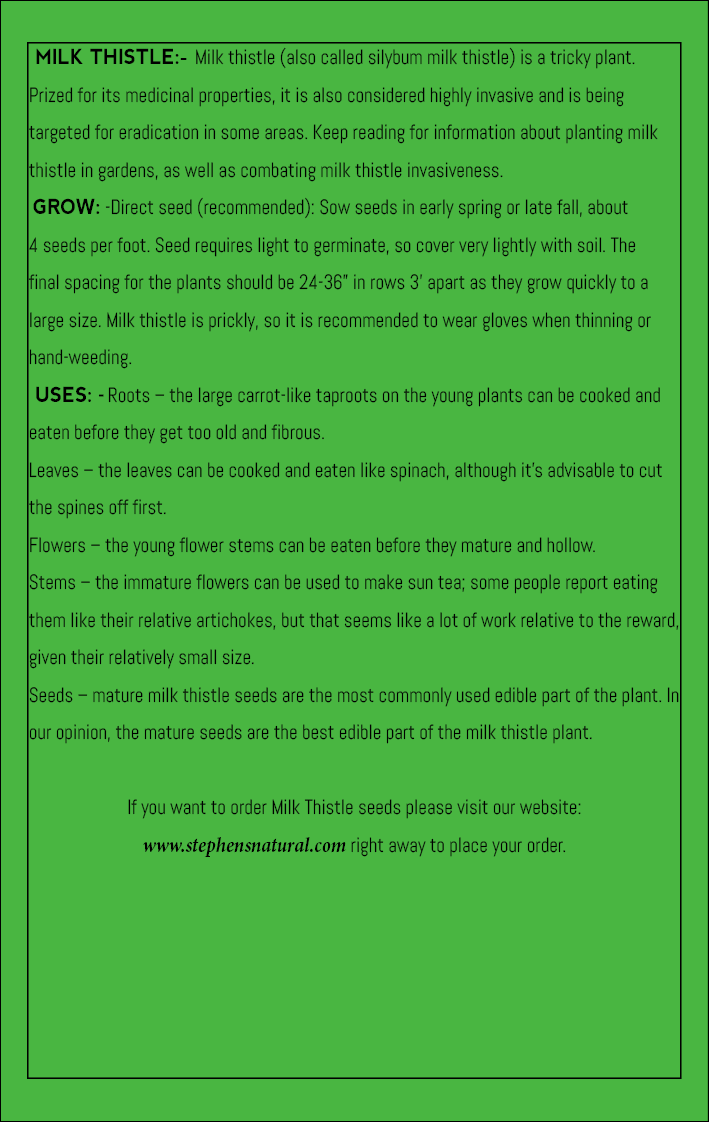 MILK THISTLE:- Milk thistle (also called silybum milk thistle) is a tricky plant.
Prized for its medicinal properties, it is also considered highly invasive and is being
targeted for eradication in some areas. Keep reading for information about planting milk
thistle in gardens, as well as combating milk thistle invasiveness.
GROW: -Direct seed (recommended): Sow seeds in early spring or late fall, about
4 seeds per foot. Seed requires light to germinate, so cover very lightly with soil. The
final spacing for the plants should be 24-36” in rows 3’ apart as they grow quickly to a
large size. Milk thistle is prickly, so it is recommended to wear gloves when thinning or
hand-weeding.
USES: - Roots – the large carrot-like taproots on the young plants can be cooked and
eaten before they get too old and fibrous.
Leaves – the leaves can be cooked and eaten like spinach, although it’s advisable to cut
the spines off first.
Flowers – the young flower stems can be eaten before they mature and hollow.
Stems – the immature flowers can be used to make sun tea; some people report eating
them like their relative artichokes, but that seems like a lot of work relative to the reward,
given their relatively small size.
Seeds – mature milk thistle seeds are the most commonly used edible part of the plant. In
our opinion, the mature seeds are the best edible part of the milk thistle plant.
If you want to order Milk Thistle seeds please visit our website:
www.stephensnatural.com right away to place your order.